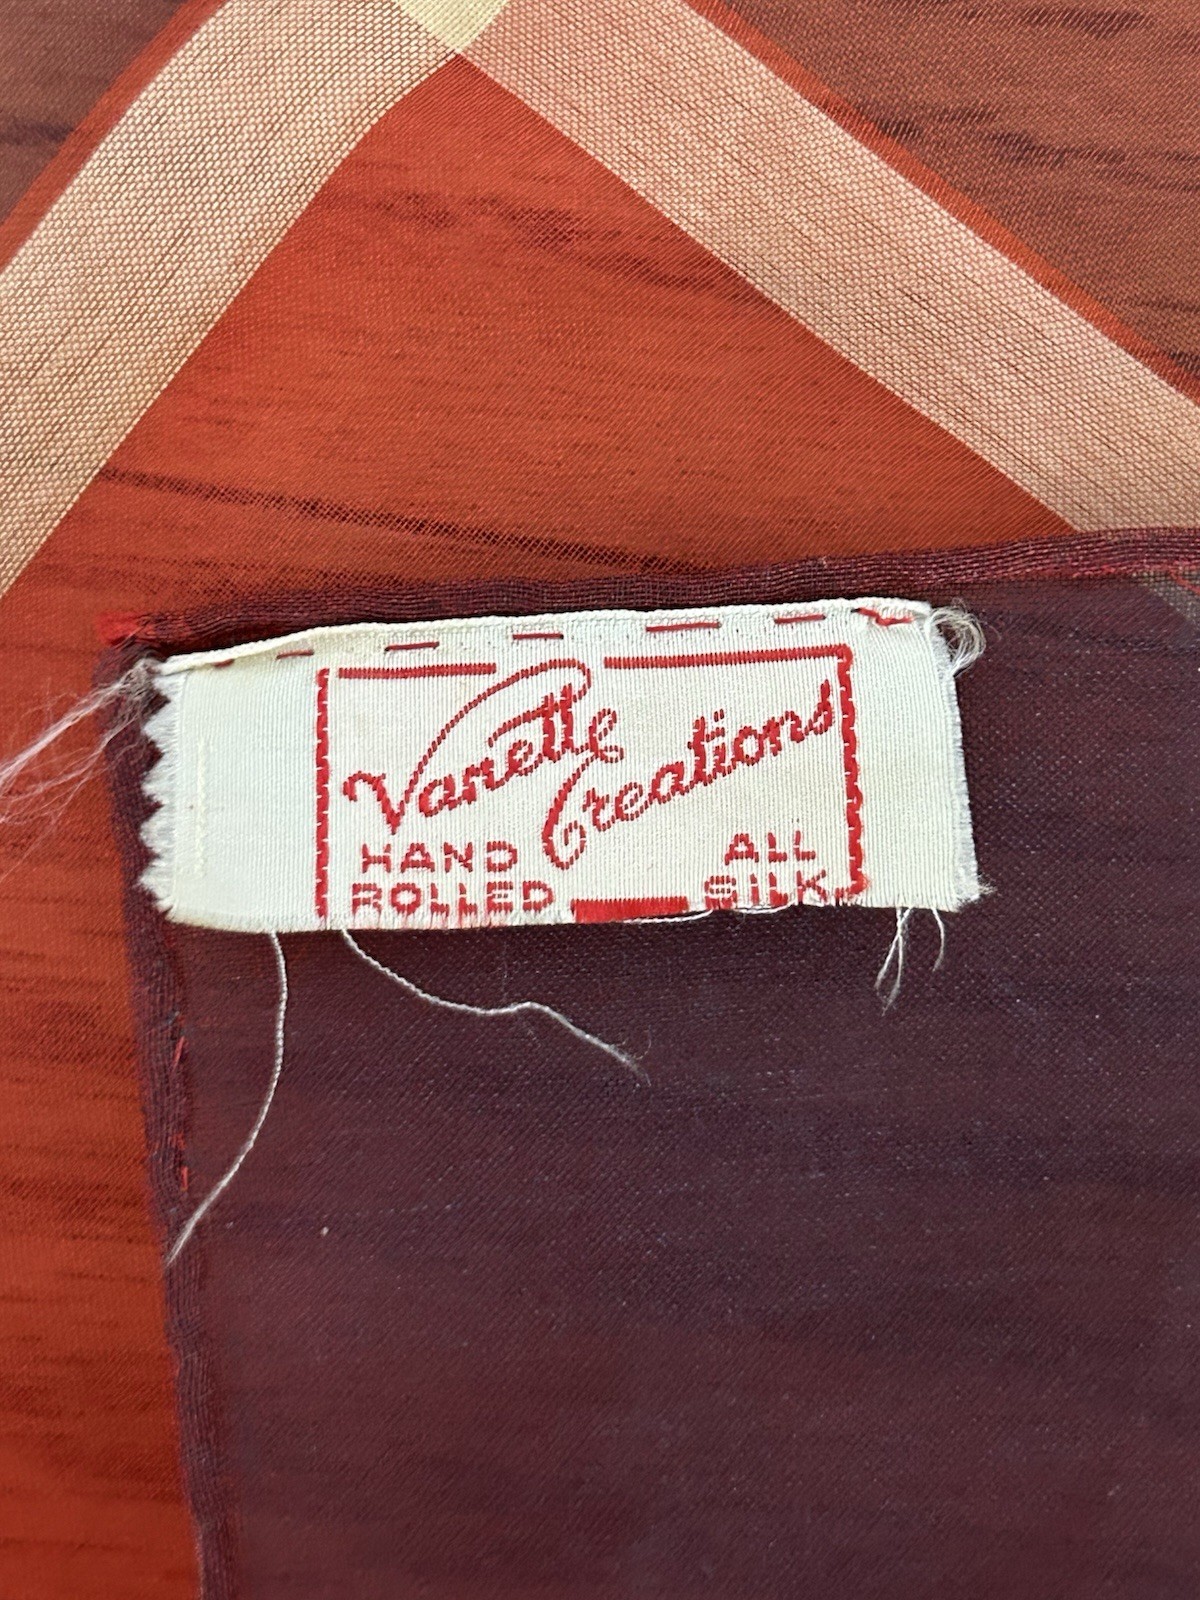 Vanette
Creations
HAND ALL
ROLLED SILK